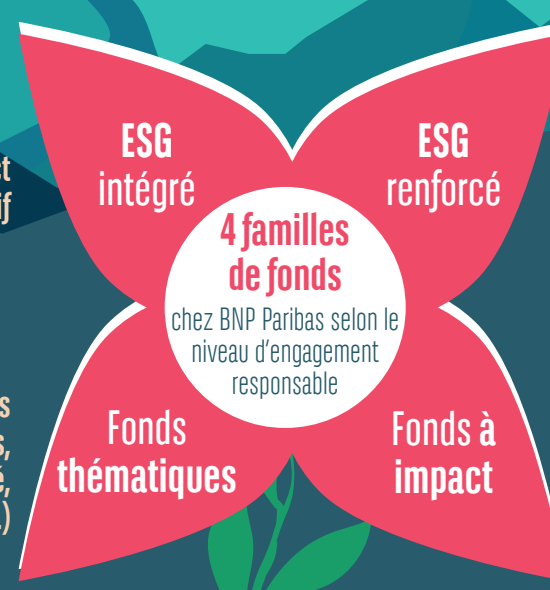 ESG
intégré
ESG
renforcé
4 familles
de fonds
chez BNP Paribas selon le
niveau d'engagement
responsable
Fonds
thématiques
Fonds à
impact